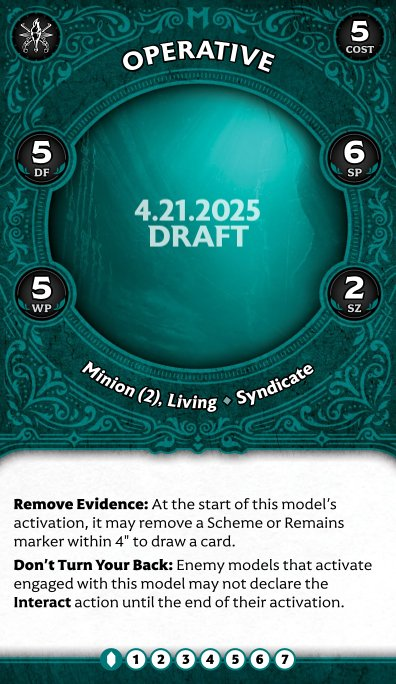 OPERATIVE
5
COST
5
DF
6
SP
4.21.2025
DRAFT
5
WP
2
SZ
Minion (2), Living ◆ Syndicate
Remove Evidence: At the start of this model’s
activation, it may remove a Scheme or Remains
marker within 4" to draw a card.
Don’t Turn Your Back: Enemy models that activate
engaged with this model may not declare the
Interact action until the end of their activation.
1 2 3 4 5 6 7